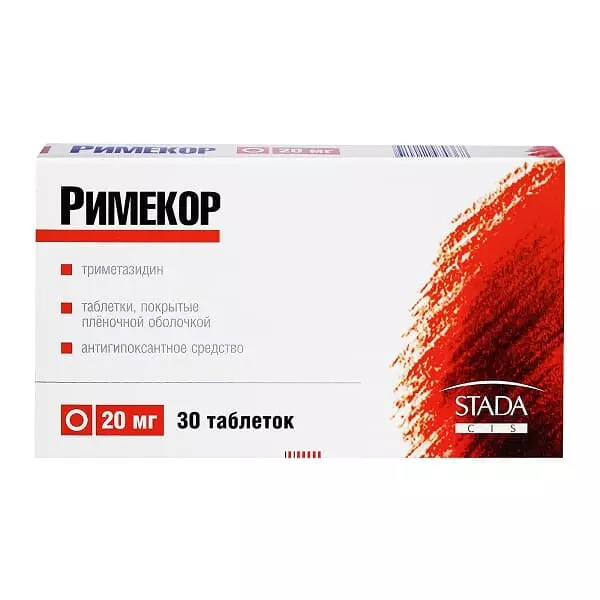 РИМЕКОР 20 мг
РИМЕКОР
триметазидин
таблетки, покрытые
плёночной оболочкой
антигипоксантное средство
20 мг 30 таблеток
STADA
CIS